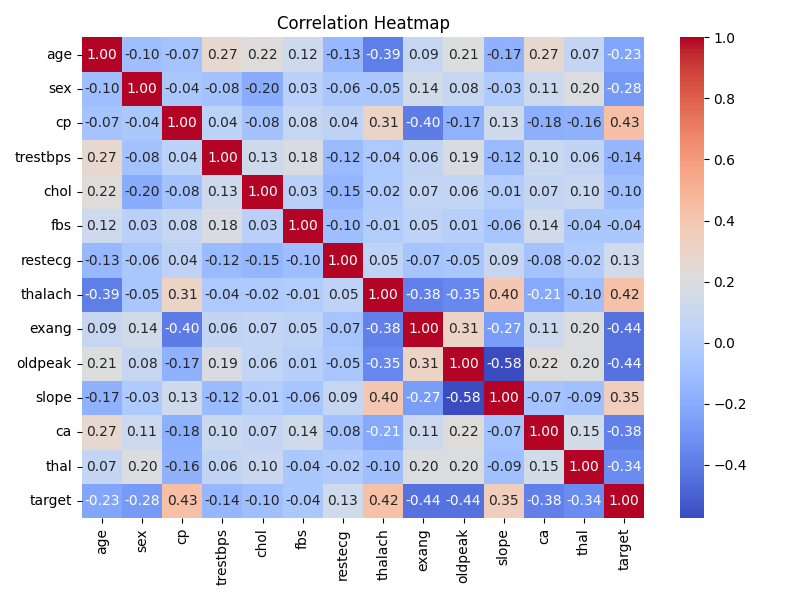 Correlation Heatmap
age 1.00 -0.10 -0.07 0.27 0.22 0.12 -0.13 -0.39 0.09 0.21 -0.17 0.27 0.07 -0.23
sex -0.10 1.00 -0.04 -0.08 -0.20 0.03 -0.06 -0.05 0.14 0.08 -0.03 0.11 0.20 -0.28
cp -0.07 -0.04 1.00 0.04 -0.08 0.08 0.04 0.31 -0.40 -0.17 0.13 -0.18 -0.16 0.43
trestbps 0.27 -0.08 0.04 1.00 0.13 0.18 -0.12 -0.04 0.06 0.19 -0.12 0.10 0.06 -0.14
chol 0.22 -0.20 -0.08 0.13 1.00 0.03 -0.15 -0.02 0.07 0.06 -0.01 0.07 0.10 -0.10
fbs 0.12 0.03 0.08 0.18 0.03 1.00 -0.10 -0.01 0.05 0.01 -0.06 0.14 -0.04 -0.04
restecg -0.13 -0.06 0.04 -0.12 -0.15 -0.10 1.00 0.05 -0.07 -0.05 0.09 -0.08 -0.02 0.13
thalach -0.39 -0.05 0.31 -0.04 -0.02 -0.01 0.05 1.00 -0.38 -0.35 0.40 -0.21 -0.10 0.42
exang 0.09 0.14 -0.40 0.06 0.07 0.05 -0.07 -0.38 1.00 0.31 -0.27 0.11 0.20 -0.44
oldpeak 0.21 0.08 -0.17 0.19 0.06 0.01 -0.05 -0.35 0.31 1.00 -0.58 0.22 0.20 -0.44
slope -0.17 -0.03 0.13 -0.12 -0.01 -0.06 0.09 0.40 -0.27 -0.58 1.00 -0.07 -0.09 0.35
ca 0.27 0.11 -0.18 0.10 0.07 0.14 -0.08 -0.21 0.11 0.22 -0.07 1.00 0.15 -0.38
thal 0.07 0.20 -0.16 0.06 0.10 -0.04 -0.02 -0.10 0.20 0.20 -0.09 0.15 1.00 -0.34
target -0.23 -0.28 0.43 -0.14 -0.10 -0.04 0.13 0.42 -0.44 -0.44 0.35 -0.38 -0.34 1.00
age sex cp trestbps chol fbs restecg thalach exang oldpeak slope ca thal target
1.0
0.8
0.6
0.4
0.2
0.0
−0.2
−0.4